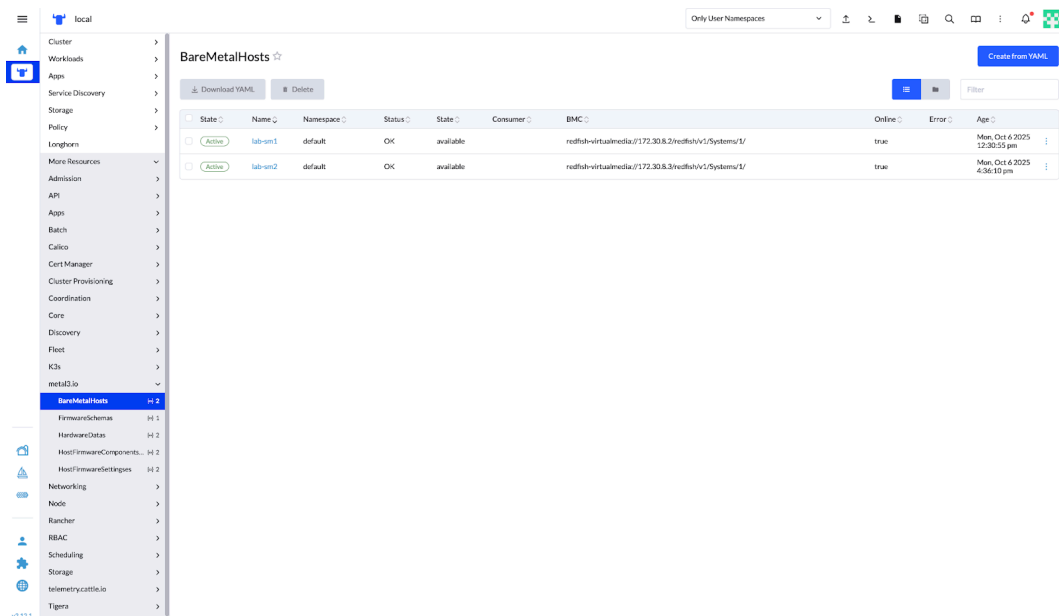 local
Only User Namespaces
Cluster
Workloads
Apps
Service Discovery
Storage
Policy
Longhorn
More Resources
Admission
API
Apps
Batch
Calico
Cert Manager
Cluster Provisioning
Coordination
Core
Discovery
Fleet
K3s
metal3.io
BareMetalHosts 2
FirmwareSchemas 1
HardwareDatas 2
HostFirmwareComponents... 2
HostFirmwareSettingses 2
Networking
Node
Rancher
RBAC
Scheduling
Storage
telemetry.cattle.io
Tigera
BareMetalHosts
Create from YAML
Download YAML Delete
Filter
State Name Namespace Status State Consumer BMC Online Error Age
Active lab-sm1 default OK available redfish-virtualmedia://172.30.8.2/redfish/v1/Systems/1/ true Mon, Oct 6 2025
12:30:55 pm
Active lab-sm2 default OK available redfish-virtualmedia://172.30.8.3/redfish/v1/Systems/1/ true Mon, Oct 6 2025
4:36:10 pm